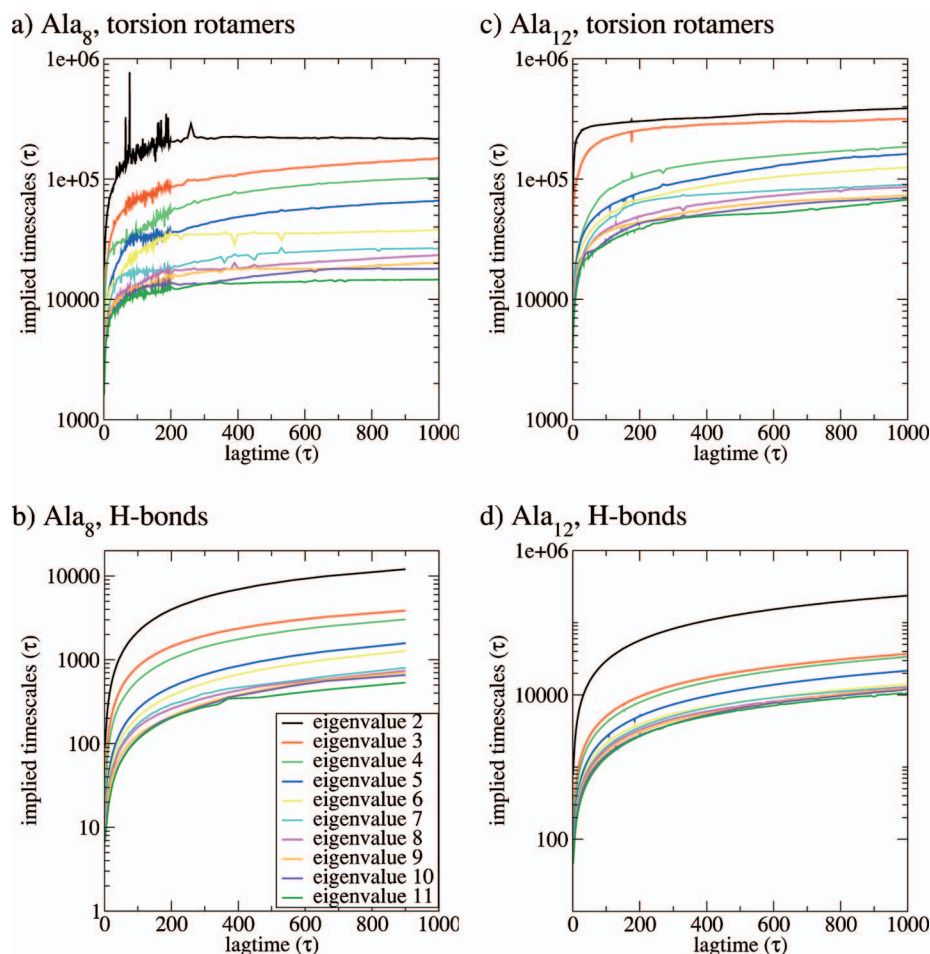 a) Ala8, torsion rotamers
1e+06
1e+05
10000
1000
implied timescales (τ)
0 200 400 600 800 1000
lagtime (τ)
c) Ala12, torsion rotamers
1e+06
1e+05
10000
1000
implied timescales (τ)
0 200 400 600 800 1000
lagtime (τ)
b) Ala8, H-bonds
10000
1000
100
10
1
implied timescales (τ)
eigenvalue 2
eigenvalue 3
eigenvalue 4
eigenvalue 5
eigenvalue 6
eigenvalue 7
eigenvalue 8
eigenvalue 9
eigenvalue 10
eigenvalue 11
0 200 400 600 800 1000
lagtime (τ)
d) Ala12, H-bonds
1e+06
10000
100
implied timescales (τ)
0 200 400 600 800 1000
lagtime (τ)